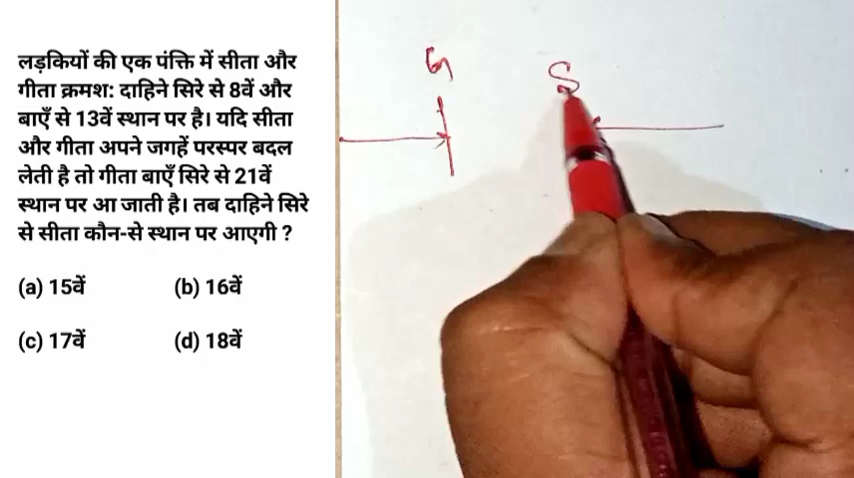 लड़कियों की एक पंक्ति में सीता और
गीता क्रमश: दाहिने सिरे से 8वें और
बाएँ से 13वें स्थान पर है। यदि सीता
और गीता अपने जगहें परस्पर बदल
लेती है तो गीता बाएँ सिरे से 21वें
स्थान पर आ जाती है। तब दाहिने सिरे
से सीता कौन-से स्थान पर आएगी ?
(a) 15वें (b) 16वें
(c) 17वें (d) 18वें
G S